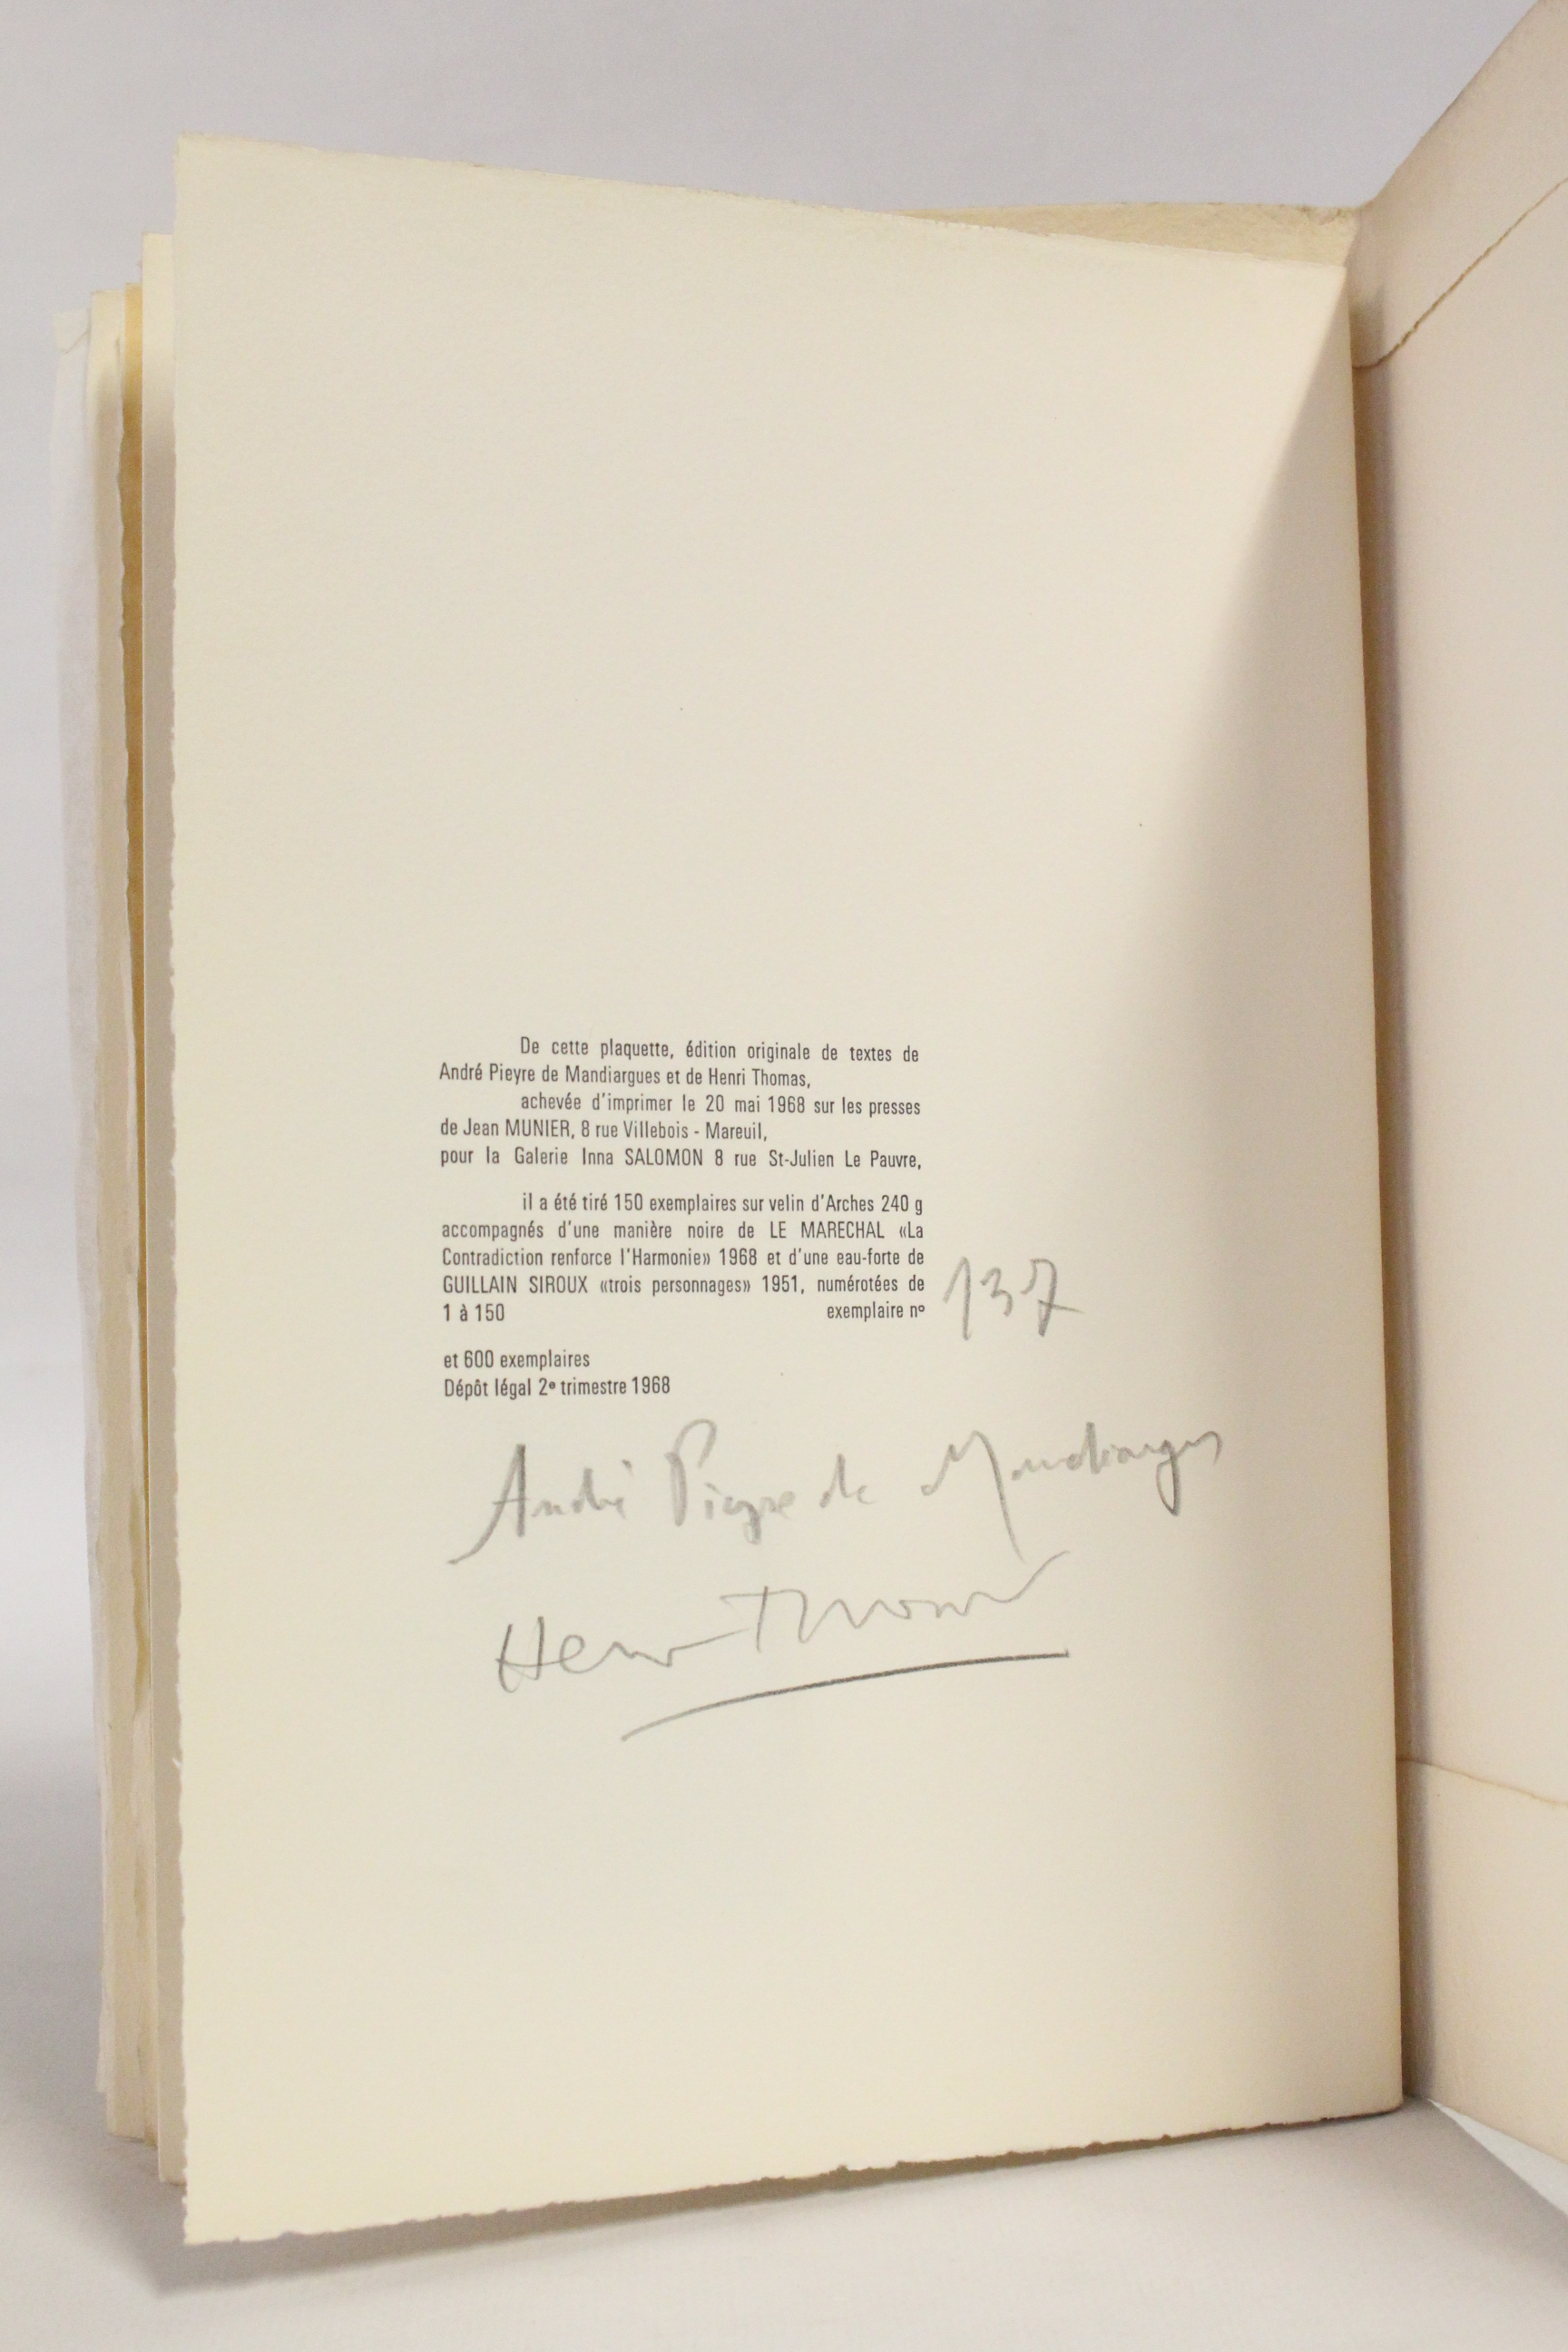 De cette plaquette, édition originale de textes de
André Pieyre de Mandiargues et de Henri Thomas,
achevée d'imprimer le 20 mai 1968 sur les presses
de Jean MUNIER, 8 rue Villebois - Mareuil,
pour la Galerie Inna SALOMON 8 rue St-Julien Le Pauvre,
il a été tiré 150 exemplaires sur velin d'Arches 240 g
accompagnés d'une manière noire de LE MARECHAL «La
Contradiction renforce l'Harmonie» 1968 et d'une eau-forte de
GUILLAIN SIROUX «trois personnages» 1951, numérotées de
1 à 150 exemplaire nº 137
et 600 exemplaires
Dépôt légal 2e trimestre 1968
André Pieyre de Mandiargues
Henri Thomas